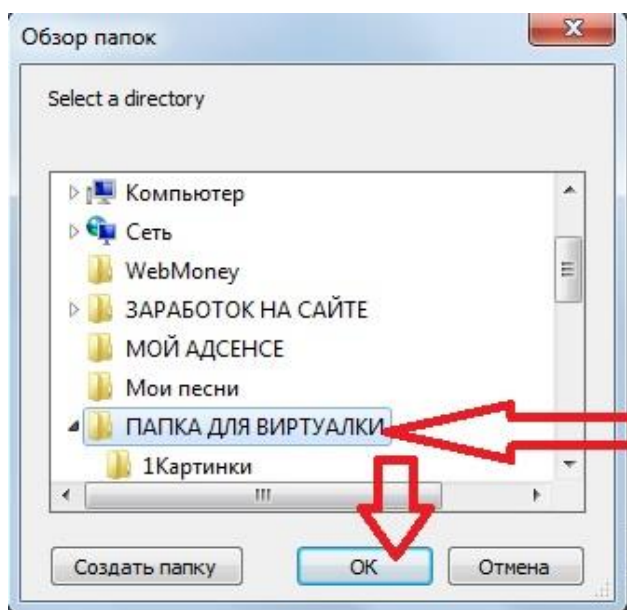 Обзор папок
Select a directory
Компьютер
Сеть
WebMoney
ЗАРАБОТОК НА САЙТЕ
МОЙ АДСЕНСЕ
Мои песни
ПАПКА ДЛЯ ВИРТУАЛКИ
1Картинки
Создать папку
ОК
Отмена